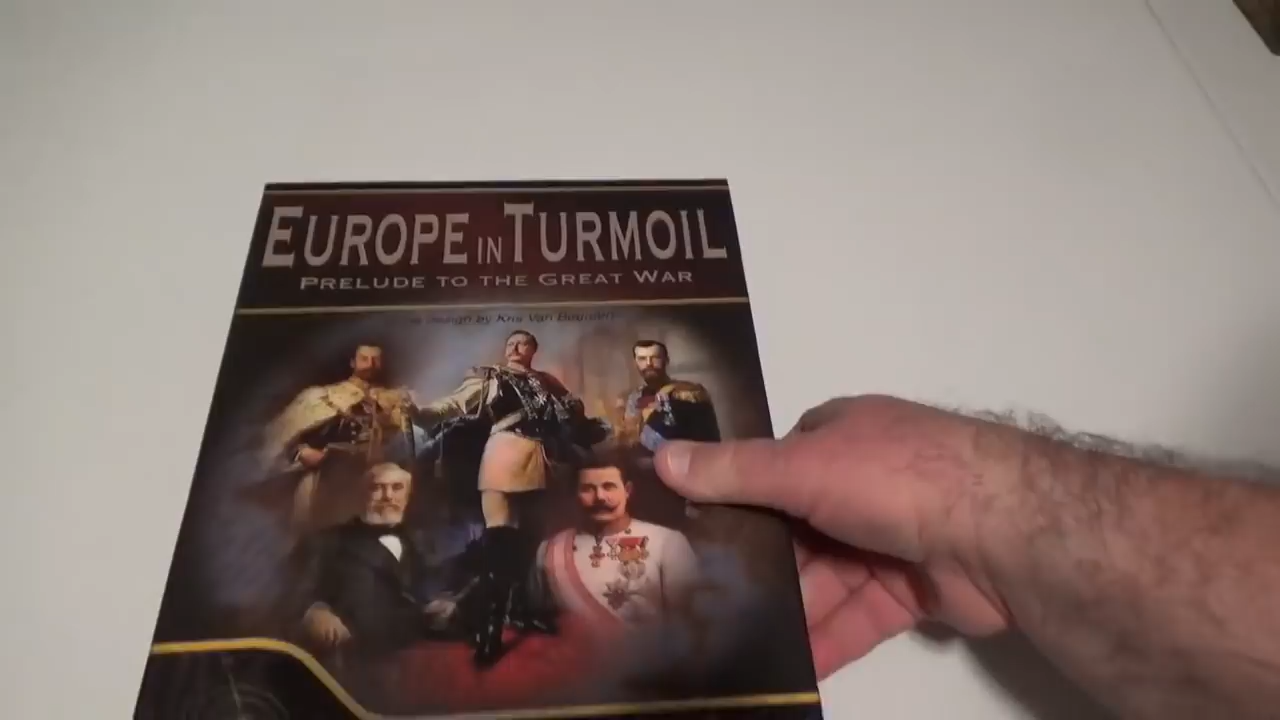 EUROPE IN TURMOIL
PRELUDE TO THE GREAT WAR
design by Kris Van Beurden